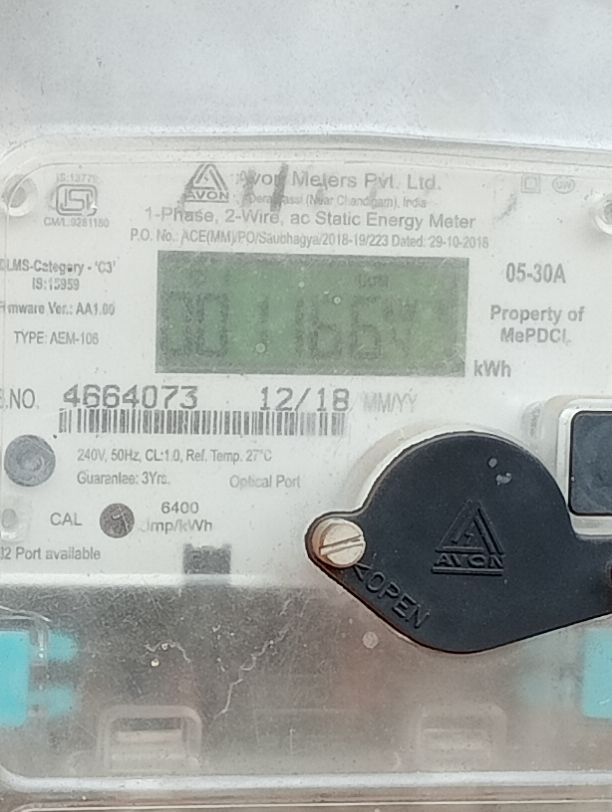 IS:13779
CM/L.9281180
AVON
Avon Meters Pvt. Ltd.
(Near Chandigarh), India
1-Phase, 2-Wire, ac Static Energy Meter
P.O. No.: ACE(MM)/PO/Saubhagya/2018-19/223 Dated: 29-10-2018
DLMS-Category - 'C3'
IS:15959
Firmware Ver.: AA1.00
TYPE: AEM-106
05-30A
Property of
MePDCL
kWh
S.NO. 4664073 12/18 MM/YY
240V, 50Hz, CL:1.0, Ref. Temp. 27°C
Guarantee: 3Yrs. Optical Port
CAL 6400
imp/kWh
Port available
AVON
<OPEN